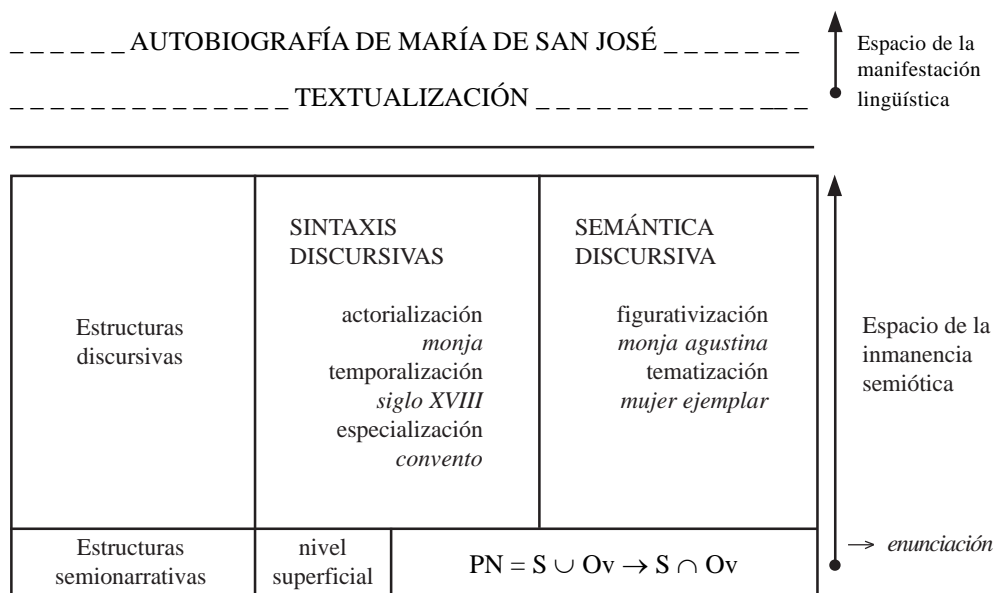 AUTOBIOGRAFÍA DE MARÍA DE SAN JOSÉ
TEXTUALIZACIÓN
Espacio de la
manifestación
lingüística
Estructuras
discursivas
SINTAXIS
DISCURSIVAS
actorialización
monja
temporalización
siglo XVIII
especialización
convento
SEMÁNTICA
DISCURSIVA
figurativización
monja agustina
tematización
mujer ejemplar
Espacio de la
inmanencia
semiótica
Estructuras
semionarrativas
nivel
superficial
PN = S ∪ Ov → S ∩ Ov
→ enunciación